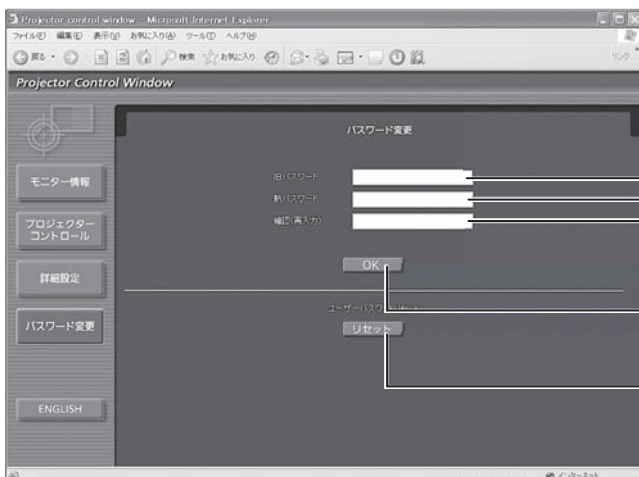 Projector control window - Microsoft Internet Explorer
ファイル(F) 編集(E) 表示(V) お気に入り(A) ツール(T) ヘルプ(H)
戻る 検索 お気に入り リンク
Projector Control Window
パスワード変更
旧パスワード
新パスワード
確認(再入力)
OK
ユーザーパスワードリセット
リセット
モニター情報
プロジェクター
コントロール
詳細設定
パスワード変更
ENGLISH
インターネット